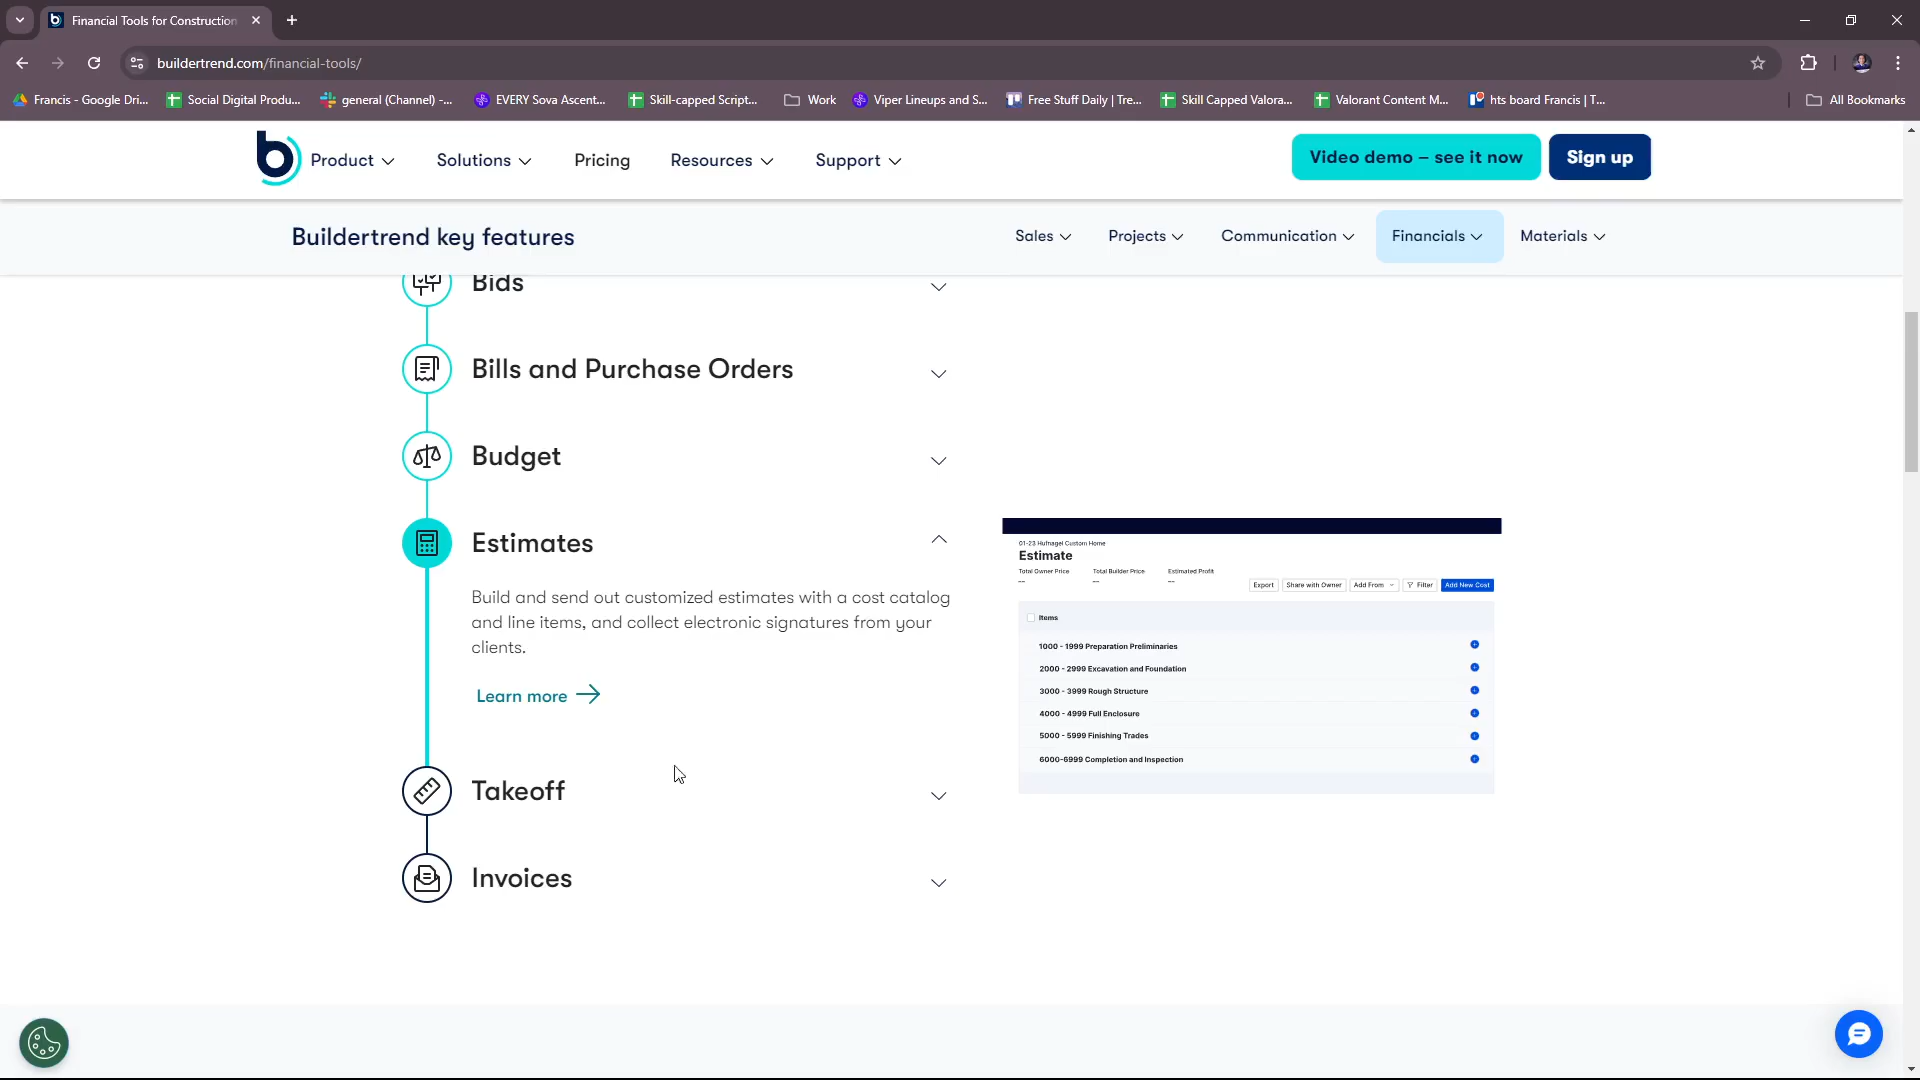 Financial Tools for Construction
buildertrend.com/financial-tools/
Francis - Google Dri...
Social Digital Produ...
general (Channel) -...
EVERY Sova Ascent...
Skill-capped Script...
Work
Viper Lineups and S...
Free Stuff Daily | Tre...
Skill Capped Valora...
Valorant Content M...
hts board Francis | T...
All Bookmarks
b
Product
Solutions
Pricing
Resources
Support
Video demo – see it now
Sign up
Buildertrend key features
Sales
Projects
Communication
Financials
Materials
Bids
Bills and Purchase Orders
Budget
Estimates
Build and send out customized estimates with a cost catalog
and line items, and collect electronic signatures from your
clients.
Learn more
Takeoff
Invoices
01-23 Hufnagel Custom Home
Estimate
Total Owner Price
Total Builder Price
Estimated Profit
--
--
--
Export
Share with Owner
Add From
Filter
Add New Cost
Items
1000 - 1999 Preparation Preliminaries
2000 - 2999 Excavation and Foundation
3000 - 3999 Rough Structure
4000 - 4999 Full Enclosure
5000 - 5999 Finishing Trades
6000-6999 Completion and Inspection